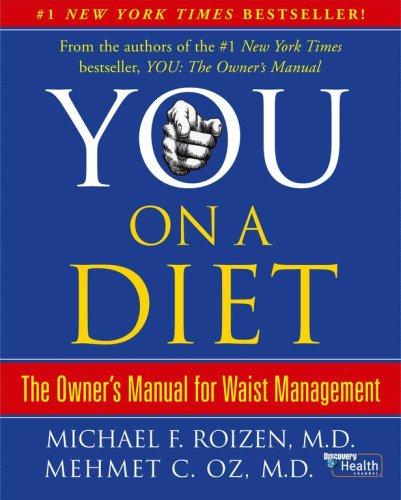 #1 NEW YORK TIMES BESTSELLER!
From the authors of the #1 New York Times
bestseller, YOU: The Owner's Manual
YOU
ON A
DIET
The Owner's Manual for Waist Management
MICHAEL F. ROIZEN, M.D.
MEHMET C. OZ, M.D.
Discovery
Health
CHANNEL